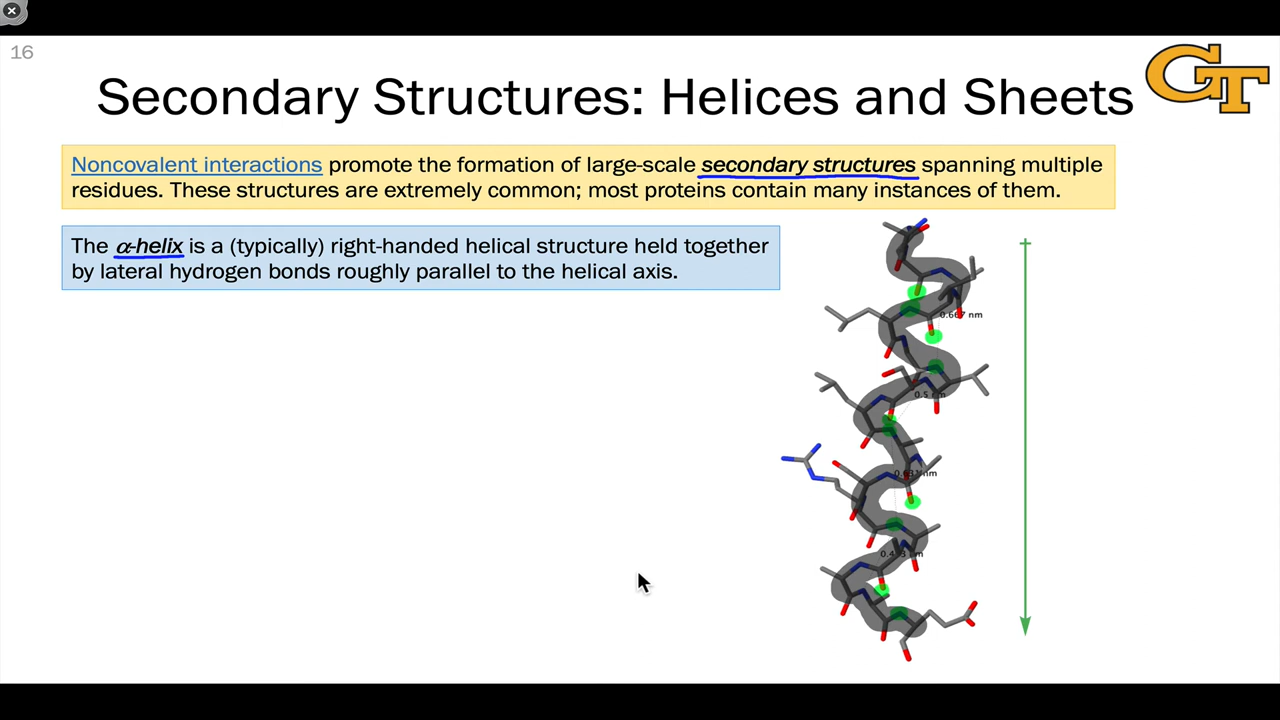 16
GT
Secondary Structures: Helices and Sheets
Noncovalent interactions promote the formation of large-scale secondary structures spanning multiple
residues. These structures are extremely common; most proteins contain many instances of them.
The α-helix is a (typically) right-handed helical structure held together
by lateral hydrogen bonds roughly parallel to the helical axis.
nm